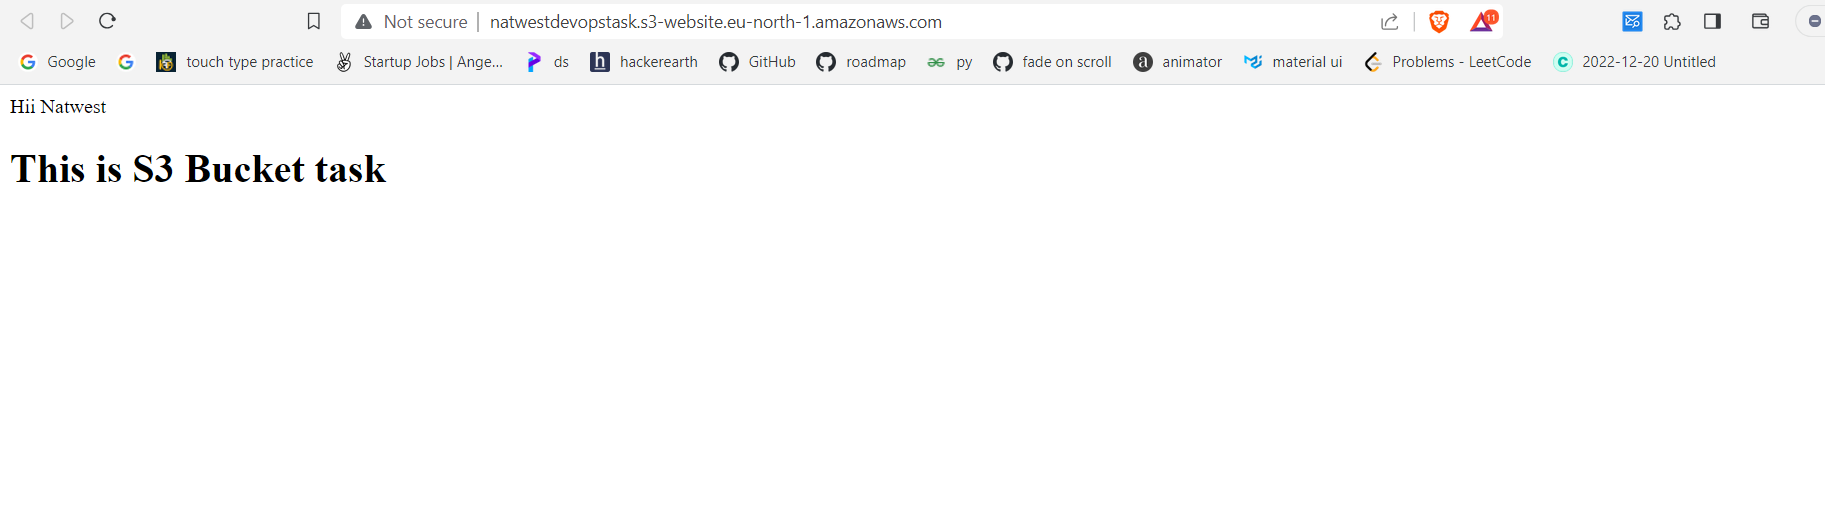 Not secure | natwestdevopstask.s3-website.eu-north-1.amazonaws.com 11
Google touch type practice Startup Jobs | Ange... ds h hackerearth GitHub roadmap py fade on scroll a animator material ui Problems - LeetCode C 2022-12-20 Untitled
Hii Natwest
This is S3 Bucket task